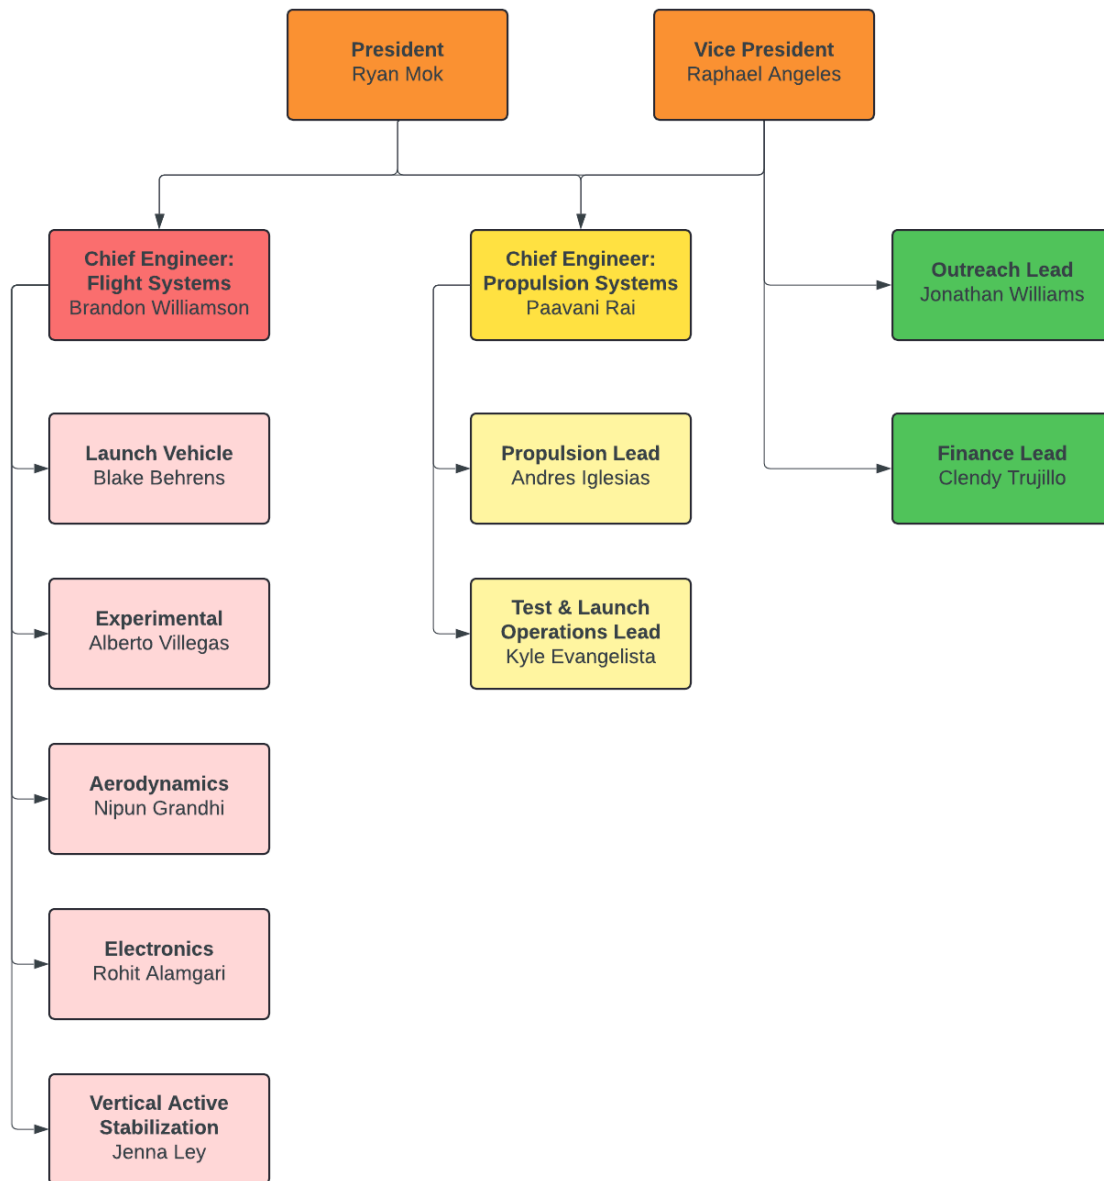 President
Ryan Mok
Vice President
Raphael Angeles
Chief Engineer:
Flight Systems
Brandon Williamson
Chief Engineer:
Propulsion Systems
Paavani Rai
Outreach Lead
Jonathan Williams
Launch Vehicle
Blake Behrens
Propulsion Lead
Andres Iglesias
Finance Lead
Clendy Trujillo
Experimental
Alberto Villegas
Test & Launch
Operations Lead
Kyle Evangelista
Aerodynamics
Nipun Grandhi
Electronics
Rohit Alamgari
Vertical Active
Stabilization
Jenna Ley